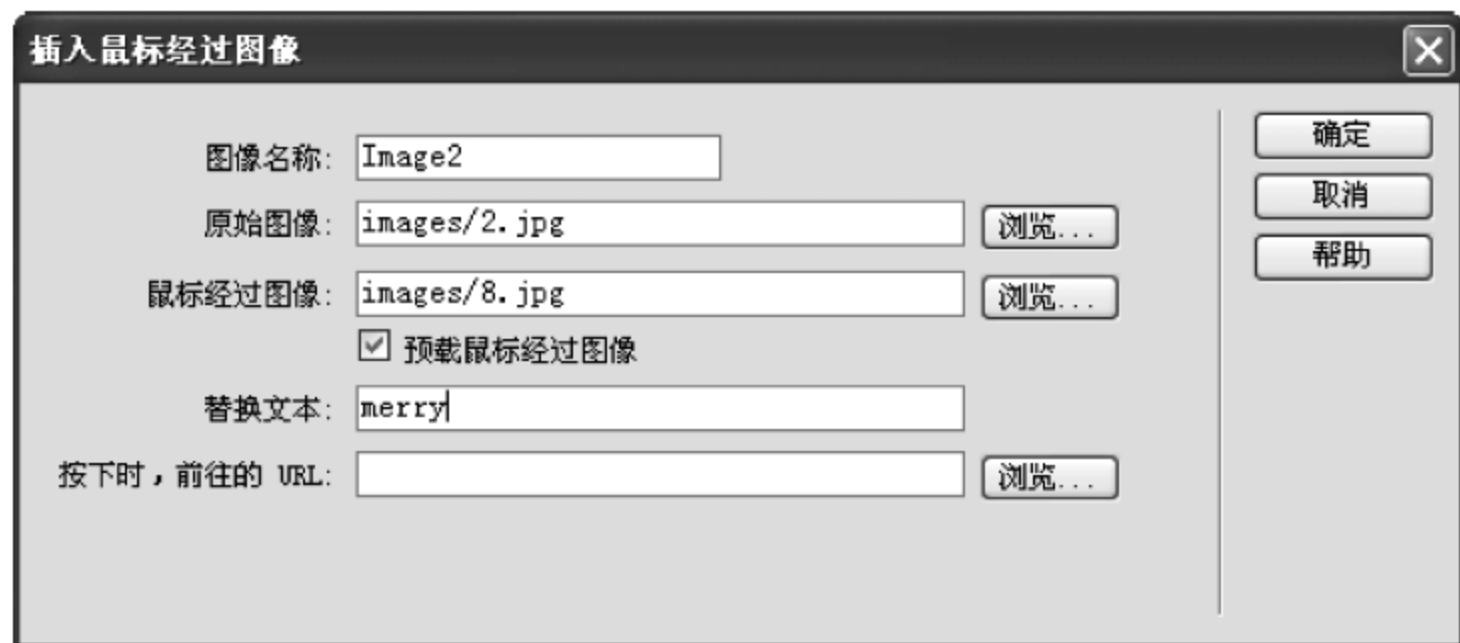 插入鼠标经过图像
图像名称: Image2
确定
原始图像: images/2.jpg 浏览...
取消
鼠标经过图像: images/8.jpg 浏览...
帮助
预载鼠标经过图像
替换文本: merry
按下时，前往的 URL: 浏览...